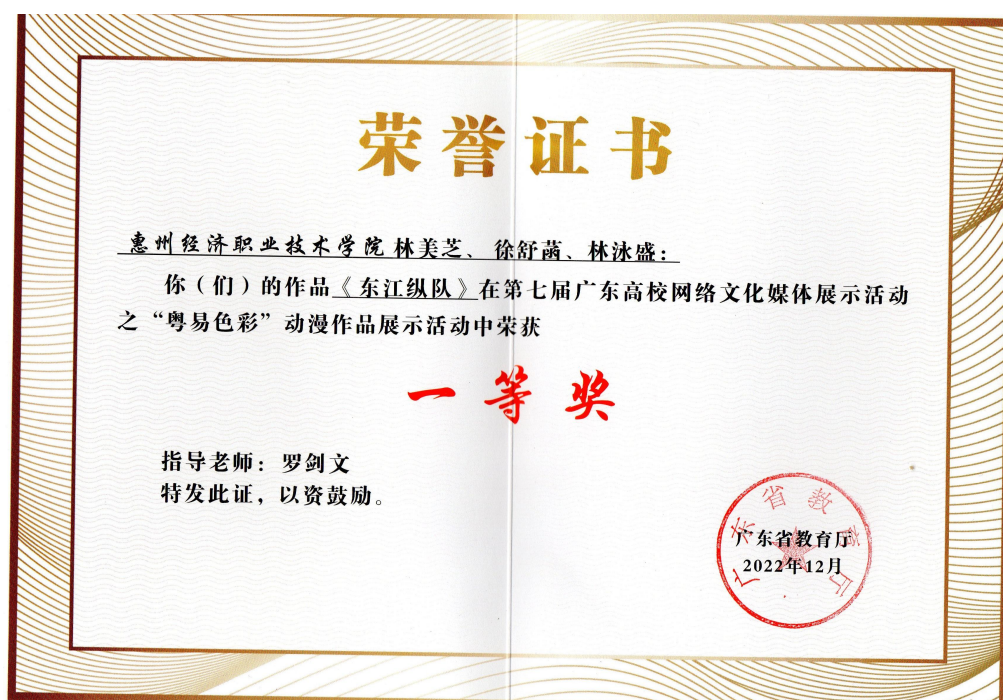 荣誉证书
惠州经济职业技术学院 林美芝、徐舒菡、林泳盛：
你（们）的作品《东江纵队》在第七届广东高校网络文化媒体展示活动
之“粤易色彩”动漫作品展示活动中荣获
一等奖
指导老师：罗剑文
特发此证，以资鼓励。
广东省教育厅
广东省教育厅
2022年12月